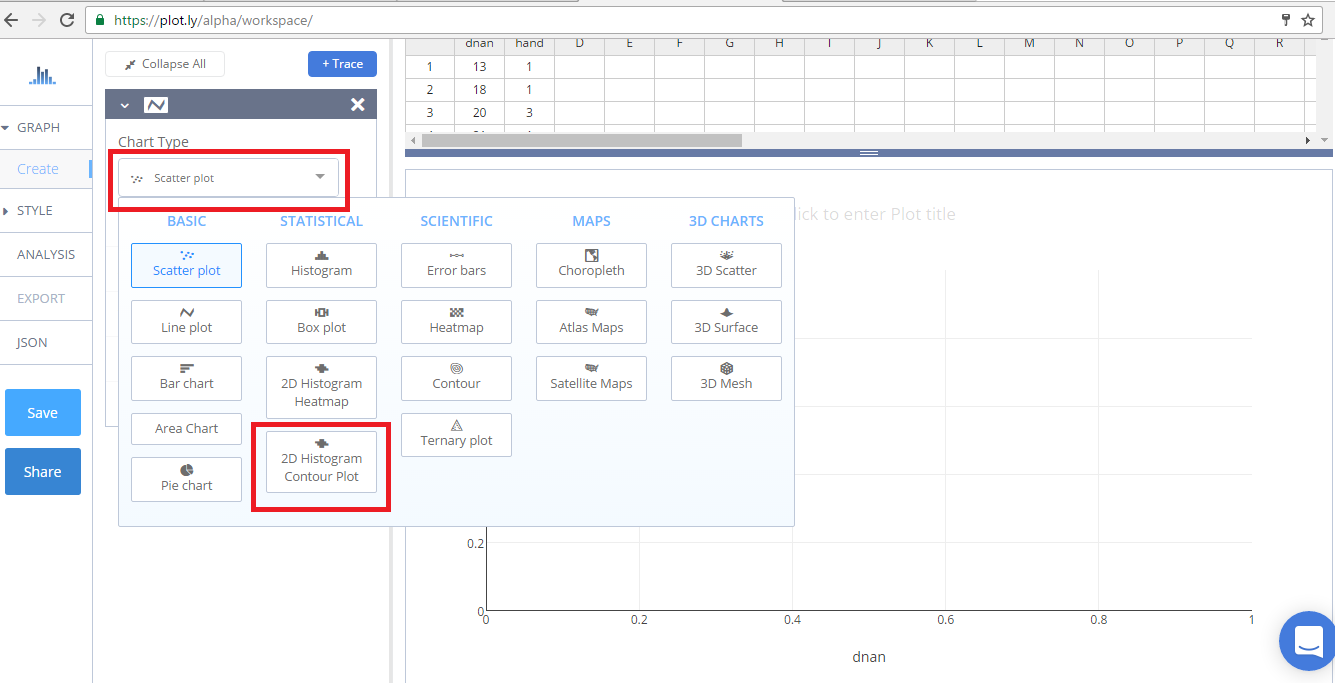 https://plot.ly/alpha/workspace/
GRAPH
Create
STYLE
ANALYSIS
EXPORT
JSON
Save
Share
Collapse All
+ Trace
Chart Type
Scatter plot
BASIC
Scatter plot
Line plot
Bar chart
Area Chart
Pie chart
STATISTICAL
Histogram
Box plot
2D Histogram
Heatmap
2D Histogram
Contour Plot
SCIENTIFIC
Error bars
Heatmap
Contour
Ternary plot
MAPS
Choropleth
Atlas Maps
Satellite Maps
3D CHARTS
3D Scatter
3D Surface
3D Mesh
dnan hand D E F G H I J K L M N O P Q R
1 13 1
2 18 1
3 20 3
lick to enter Plot title
0.2
0
0 0.2 0.4 0.6 0.8 1
dnan